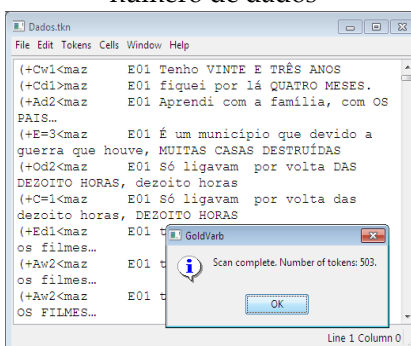 número de dados
Dados.tkn
File Edit Tokens Cells Window Help
(+Cw1<maz E01 Tenho VINTE E TRÊS ANOS
(+Cd1>maz E01 fiquei por lá QUATRO MESES.
(+Ad2<maz E01 Aprendi com a família, com OS
PAIS…
(+E=3<maz E01 É um município que devido a
guerra que houve, MUITAS CASAS DESTRUÍDAS
(+Od2<maz E01 Só ligavam por volta DAS
DEZOITO HORAS, dezoito horas
(+C=1<maz E01 Só ligavam por volta das
dezoito horas, DEZOITO HORAS
(+Ed1<maz E01 t
os filmes…
(+Aw2<maz E01 t
os filmes…
(+Aw2<maz E01 t
OS FILMES…
GoldVarb
Scan complete. Number of tokens: 503.
OK
Line 1 Column 0